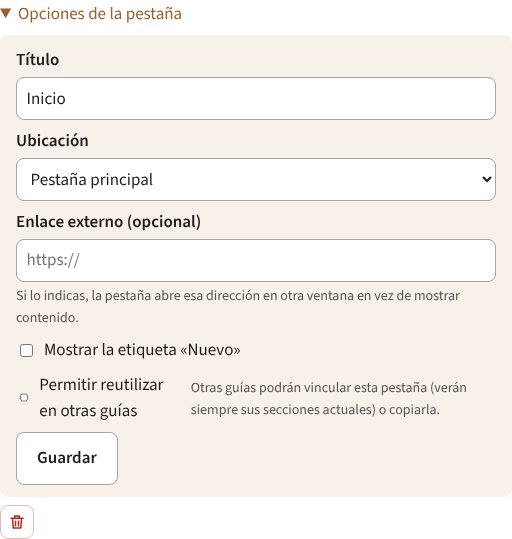 Opciones de la pestaña
Título
Inicio
Ubicación
Pestaña principal
Enlace externo (opcional)
https://
Si lo indicas, la pestaña abre esa dirección en otra ventana en vez de mostrar
contenido.
Mostrar la etiqueta «Nuevo»
Permitir reutilizar
en otras guías
Otras guías podrán vincular esta pestaña (verán
siempre sus secciones actuales) o copiarla.
Guardar